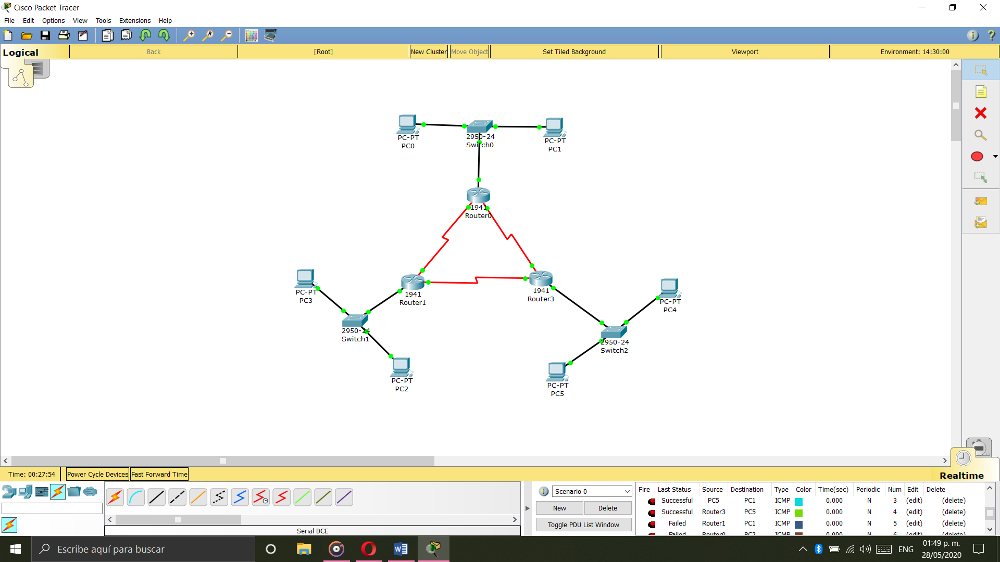 Cisco Packet Tracer
File Edit Options View Tools Extensions Help
Logical Back [Root] New Cluster Move Object Set Tiled Background Viewport Environment: 14:30:00
PC-PT
PC0
2950-24
Switch0
PC-PT
PC1
1941
Router0
PC-PT
PC3
1941
Router1
1941
Router3
PC-PT
PC4
2950-24
Switch1
2950-24
Switch2
PC-PT
PC2
PC-PT
PC5
Time: 00:27:54 Power Cycle Devices Fast Forward Time
Realtime
Scenario 0
New Delete
Toggle PDU List Window
Serial DCE
Fire Last Status Source Destination Type Color Time(sec) Periodic Num Edit Delete
Successful PC5 PC1 ICMP 0.000 N 3 (edit) (delete)
Successful Router3 PC5 ICMP 0.000 N 4 (edit) (delete)
Failed Router1 PC1 ICMP 0.000 N 5 (edit) (delete)
Failed Router0 PC2 ICMP 0.000 N 6 (edit) (delete)
Escribe aquí para buscar
ENG
01:49 p. m.
28/05/2020